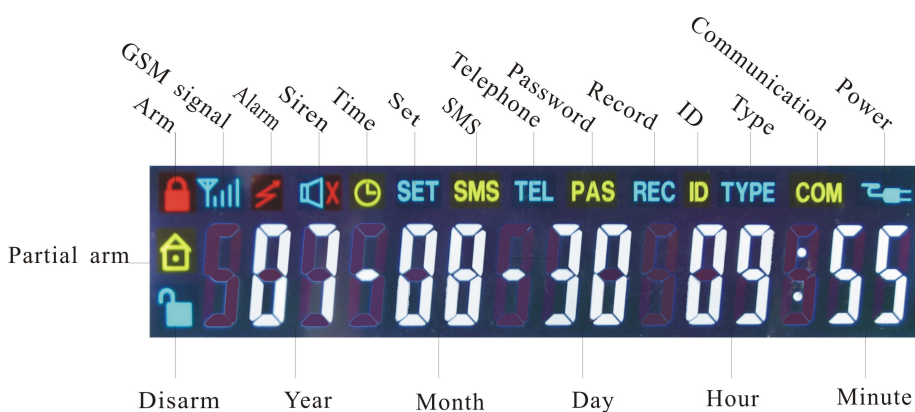 Arm
GSM signal
Alarm
Siren
Time
Set
SMS
Telephone
Password
Record
ID
Type
Communication
Power
SET SMS TEL PAS REC ID TYPE COM
Partial arm
07-08-30 09:55
Disarm Year Month Day Hour Minute